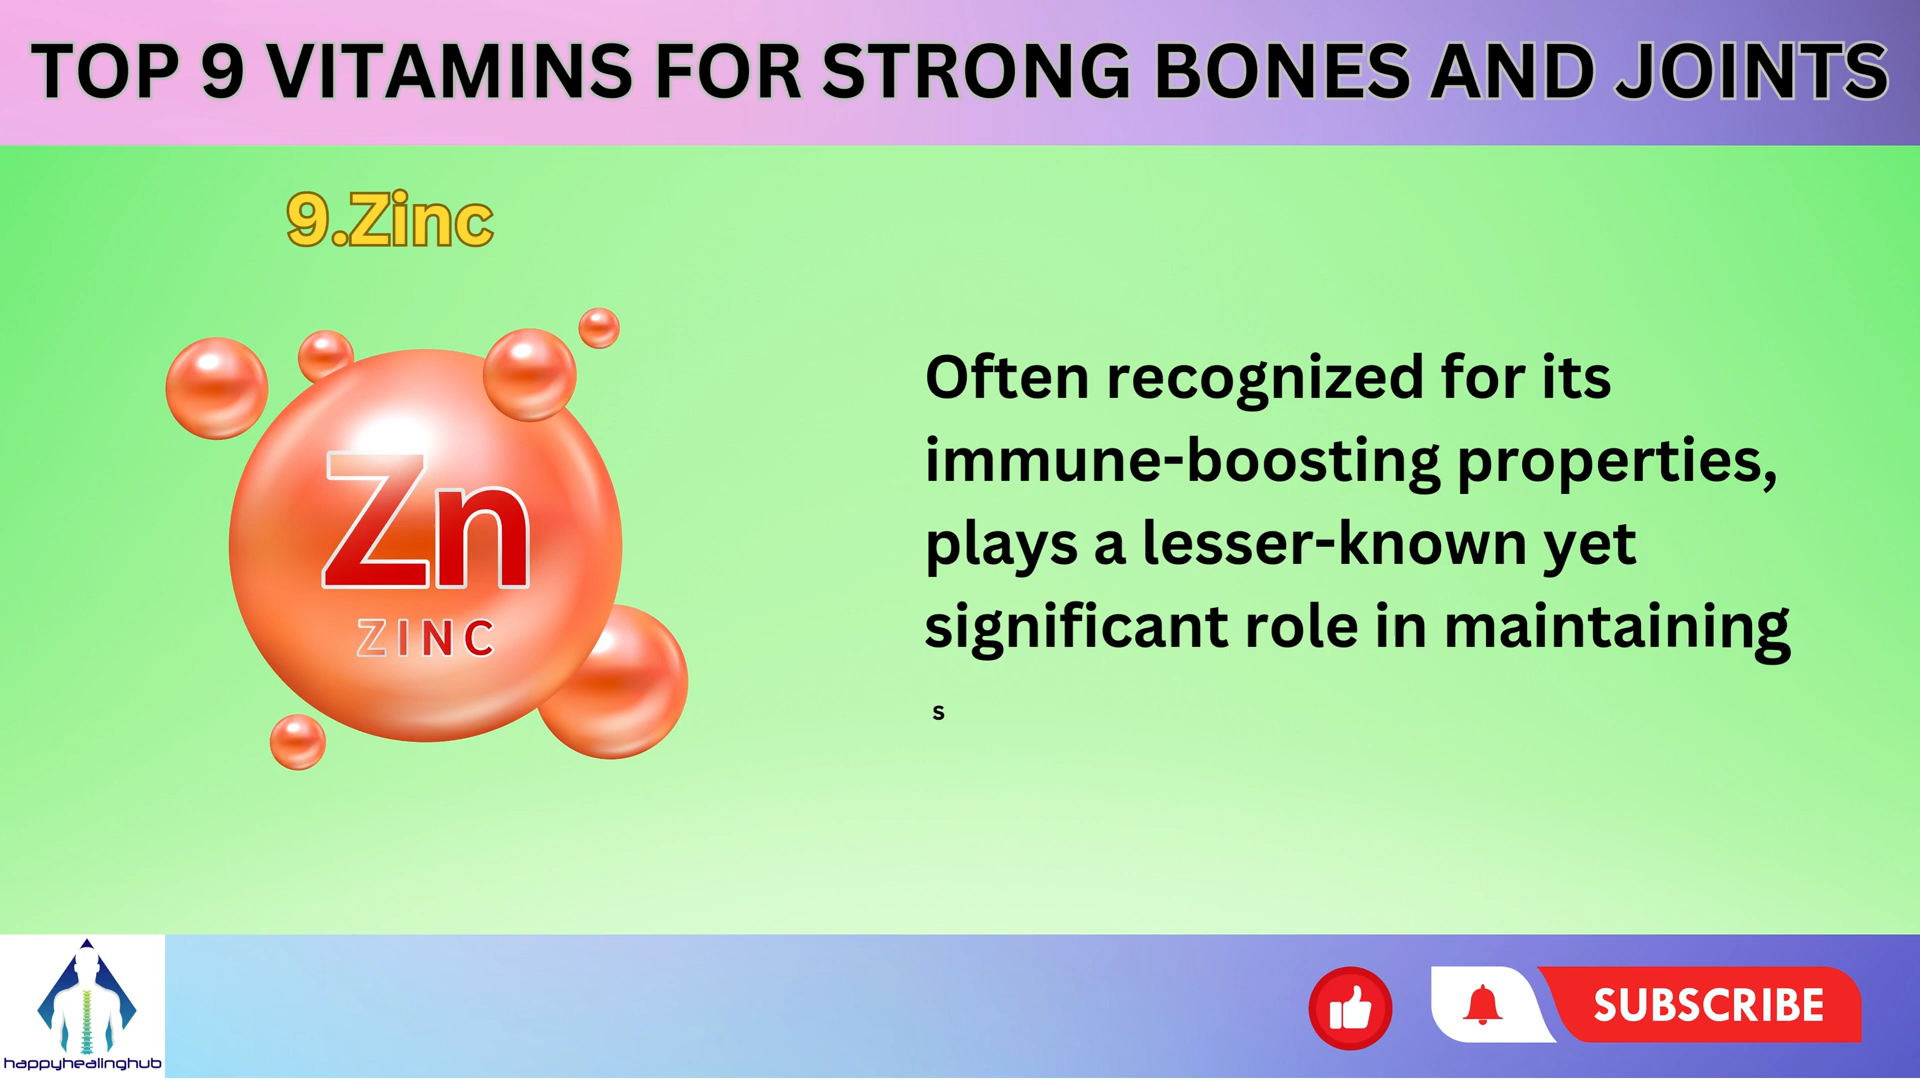 TOP 9 VITAMINS FOR STRONG BONES AND JOINTS
9.Zinc
Zn
ZINC
Often recognized for its
immune-boosting properties,
plays a lesser-known yet
significant role in maintaining
s
happyhealinghub
SUBSCRIBE